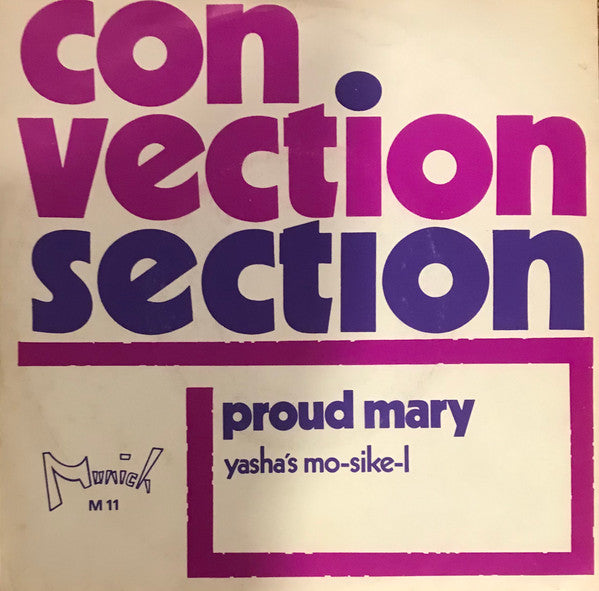 con
vection
section
proud mary
yasha's mo-sike-l
Munich
M 11